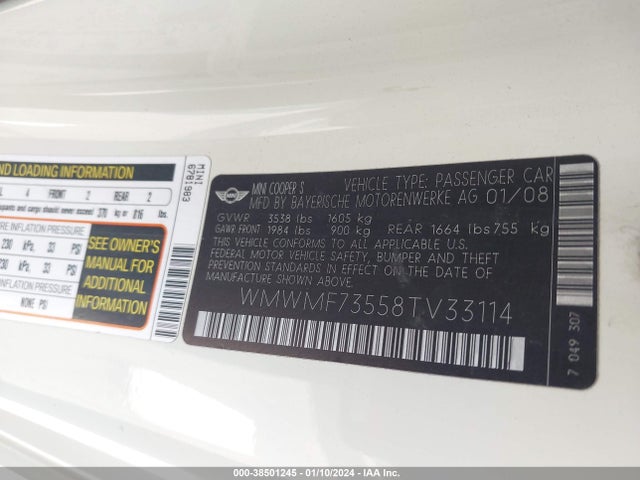 ND LOADING INFORMATION
L 4 FRONT 2 REAR 2
upants and cargo should never exceed 370 kg or 816 lbs.
INFLATION PRESSURE
230 kPa, 33 PSI
230 kPa, 33 PSI
NONE PSI
SEE OWNER'S
MANUAL FOR
ADDITIONAL
INFORMATION
MINI
6781983
MINI
MINI COOPER S VEHICLE TYPE: PASSENGER CAR
MFD BY BAYERISCHE MOTORENWERKE AG 01/08
GVWR 3538 lbs 1605 kg
GAWR FRONT 1984 lbs 900 kg REAR 1664 lbs 755 kg
THIS VEHICLE CONFORMS TO ALL APPLICABLE U.S.
FEDERAL MOTOR VEHICLE SAFETY, BUMPER AND THEFT
PREVENTION STANDARDS IN EFFECT ON THE DATE OF
MANUFACTURE SHOWN ABOVE.
WMWMF73558TV33114
7 049 307
000-38501245 - 01/10/2024 - IAA Inc.